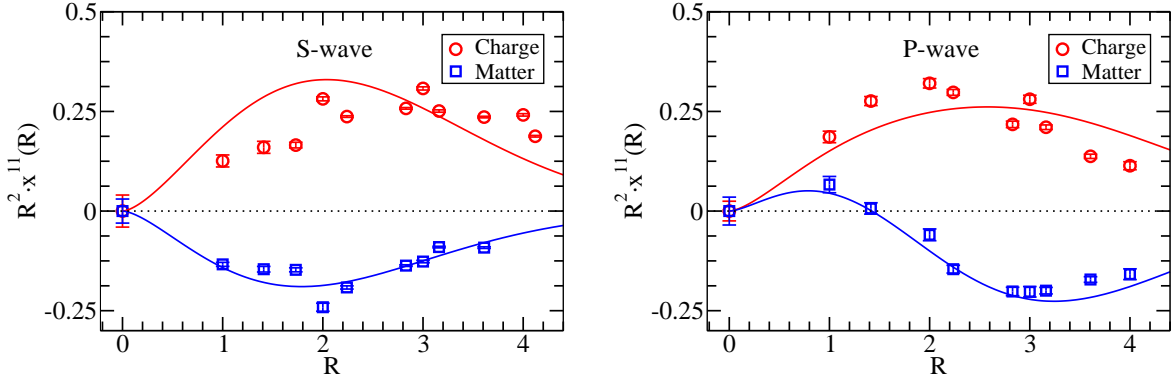 S-wave
Charge
Matter
R²·x¹¹(R)
0.5
0.25
0
-0.25
0 1 2 3 4
R
P-wave
Charge
Matter
R²·x¹¹(R)
0.5
0.25
0
-0.25
0 1 2 3 4
R